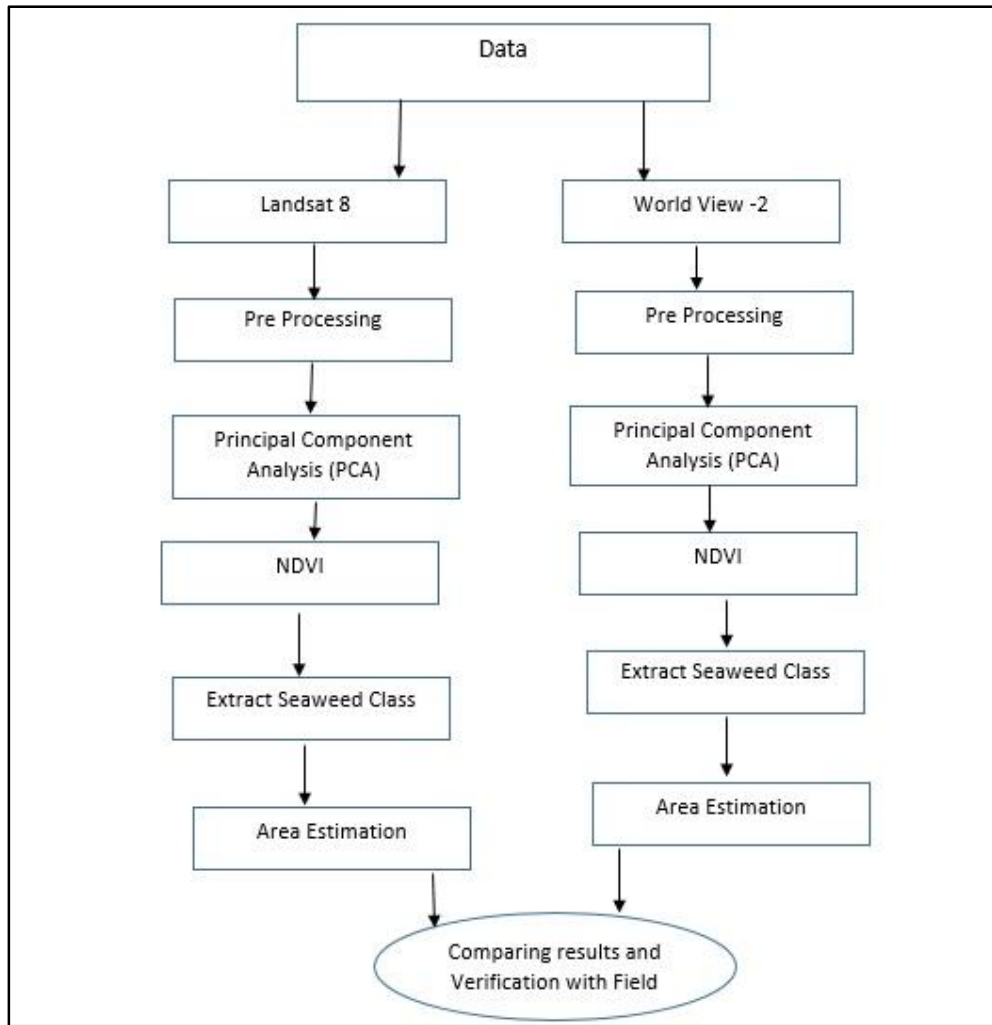 Data
Landsat 8
World View -2
Pre Processing
Pre Processing
Principal Component
Analysis (PCA)
Principal Component
Analysis (PCA)
NDVI
NDVI
Extract Seaweed Class
Extract Seaweed Class
Area Estimation
Area Estimation
Comparing results and
Verification with Field